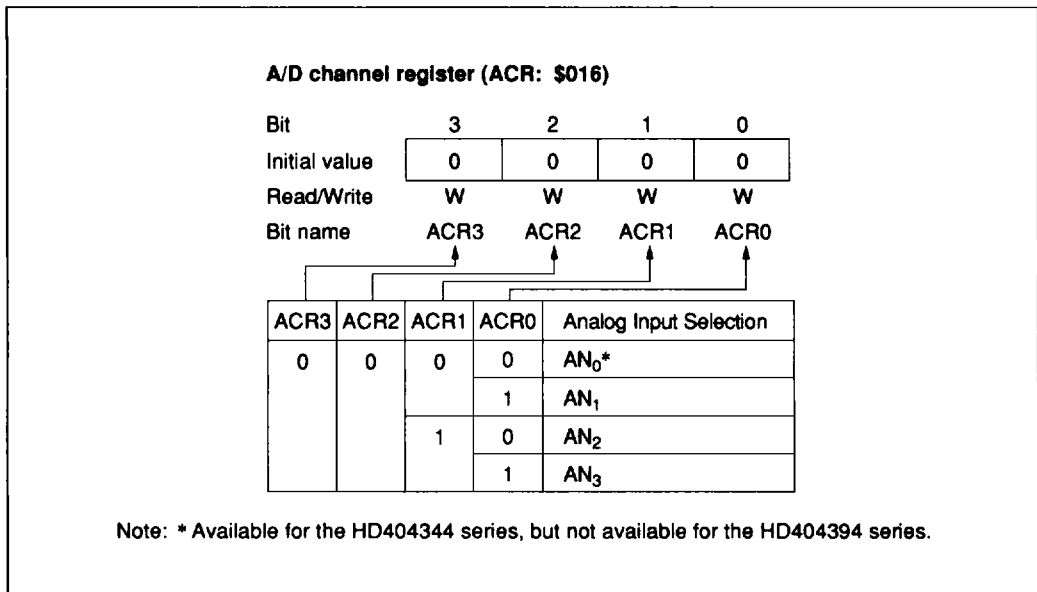 A/D channel register (ACR: $016)
Bit 3 2 1 0
Initial value 0 0 0 0
Read/Write W W W W
Bit name ACR3 ACR2 ACR1 ACR0
ACR3 ACR2 ACR1 ACR0 Analog Input Selection
0 0 0 0 AN₀*
1 AN₁
1 0 AN₂
1 AN₃
Note: * Available for the HD404344 series, but not available for the HD404394 series.